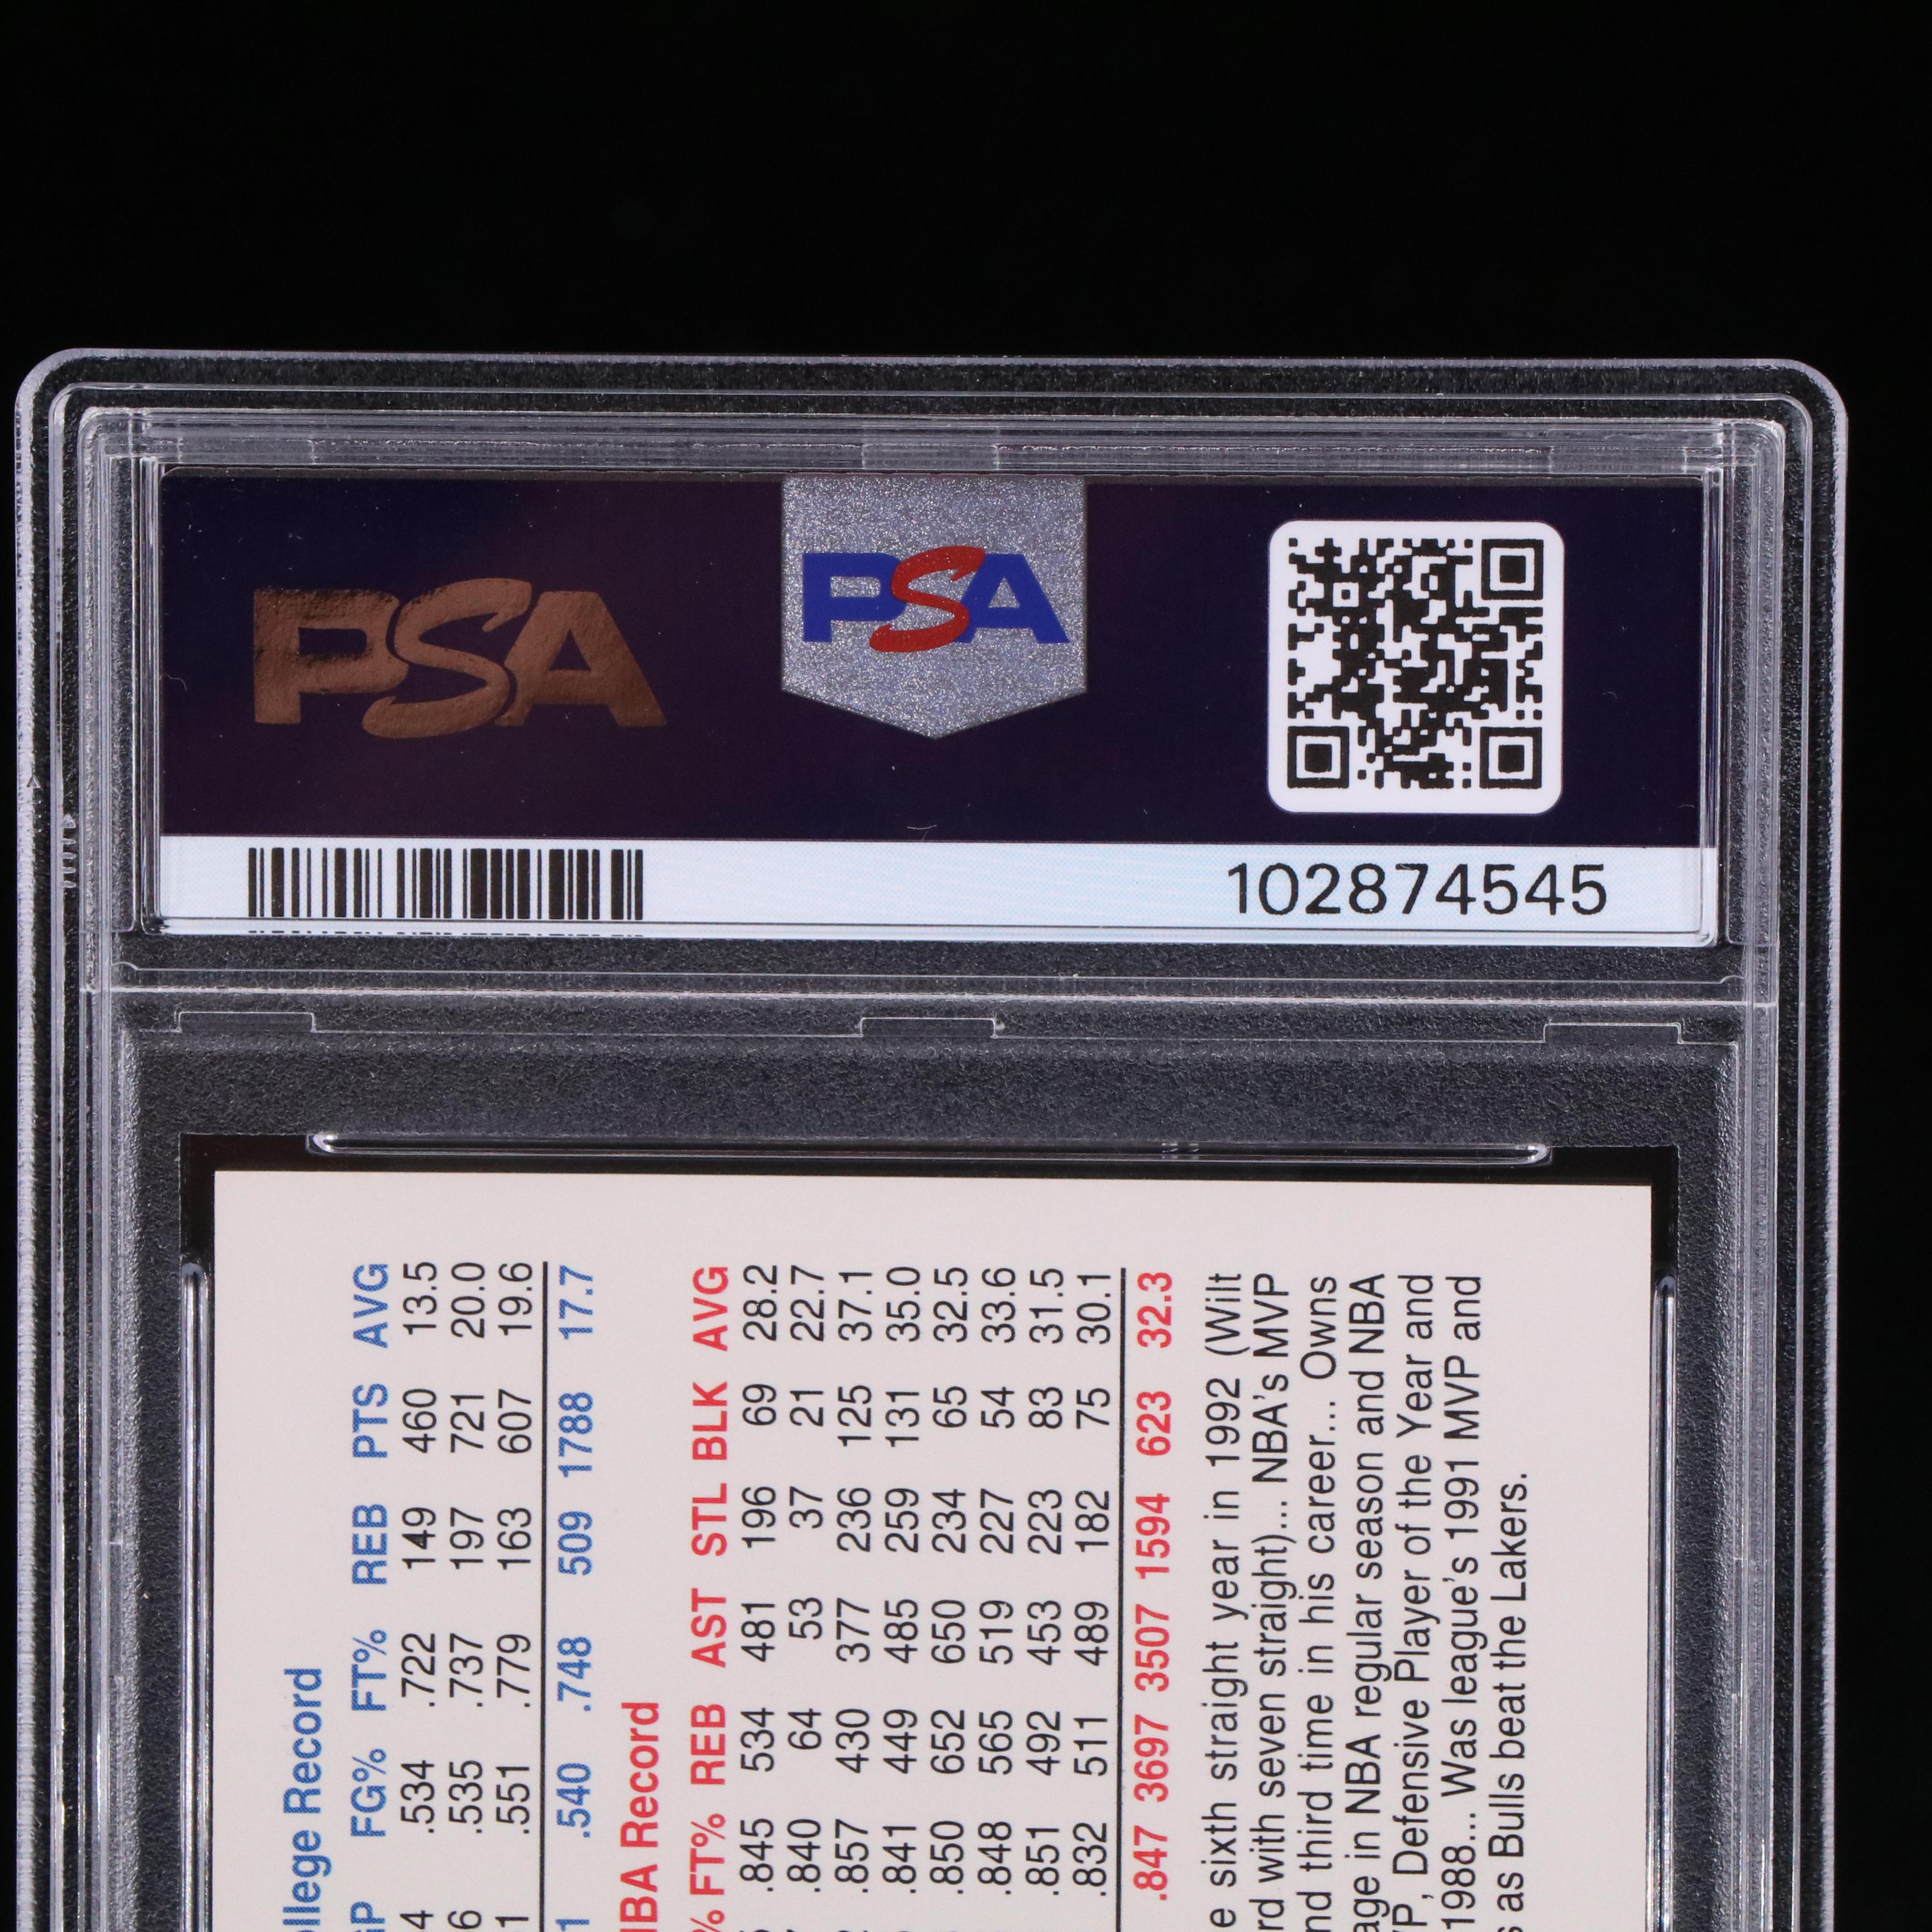 PSA
PSA
102874545
ollege Record
GP FG% FT% REB PTS AVG
.534 .722 149 460 13.5
.535 .737 197 721 20.0
.551 .779 163 607 19.6
.540 .748 509 1788 17.7
NBA Record
% FT% REB AST STL BLK AVG
.845 534 481 196 69 28.2
.840 64 53 37 21 22.7
.857 430 377 236 125 37.1
.841 449 485 259 131 35.0
.850 652 650 234 65 32.5
.848 565 519 227 54 33.6
.851 492 453 223 83 31.5
.832 511 489 182 75 30.1
.847 3697 3507 1594 623 32.3
e sixth straight year in 1992 (Wilt
rd with seven straight)... NBA's MVP
nd third time in his career... Owns
age in NBA regular season and NBA
P, Defensive Player of the Year and
1988... Was league's 1991 MVP and
s as Bulls beat the Lakers.